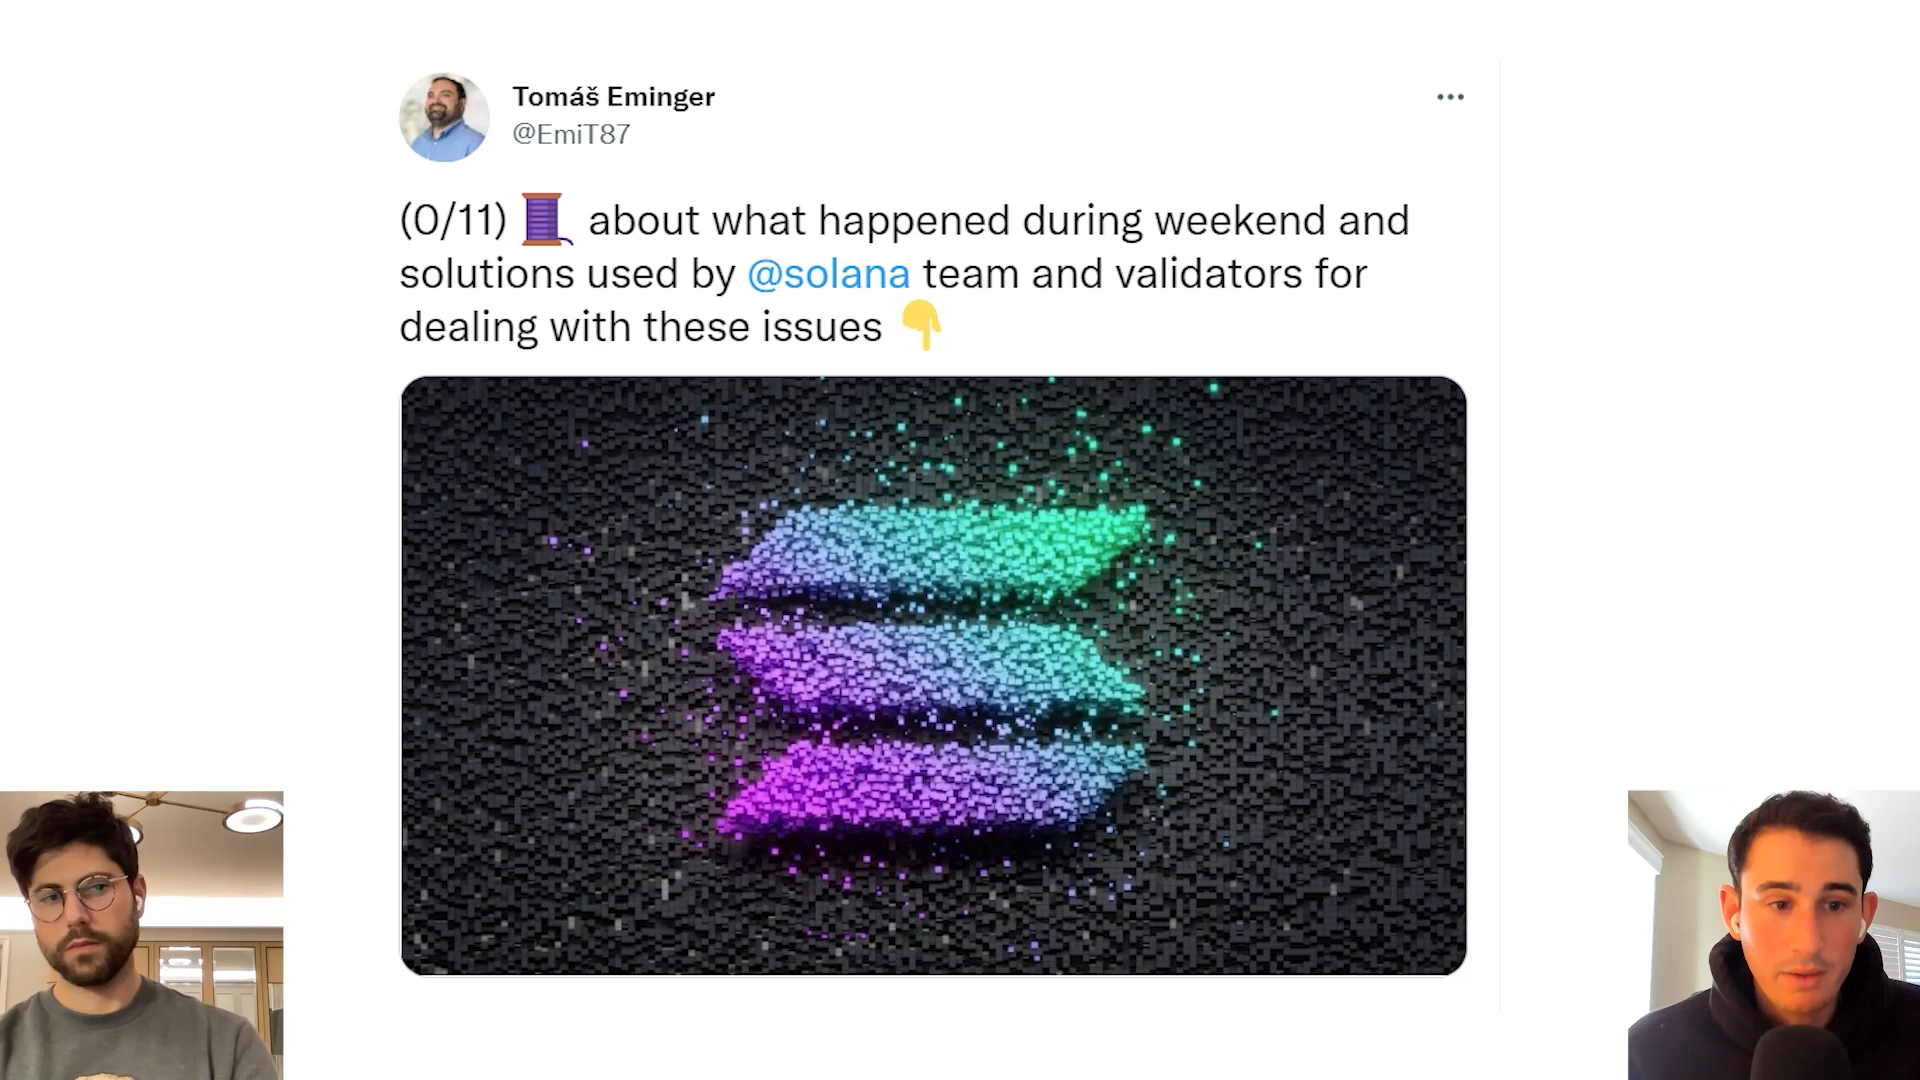 Tomáš Eminger
@EmiT87
(0/11) 🧵 about what happened during weekend and
solutions used by @solana team and validators for
dealing with these issues 👇